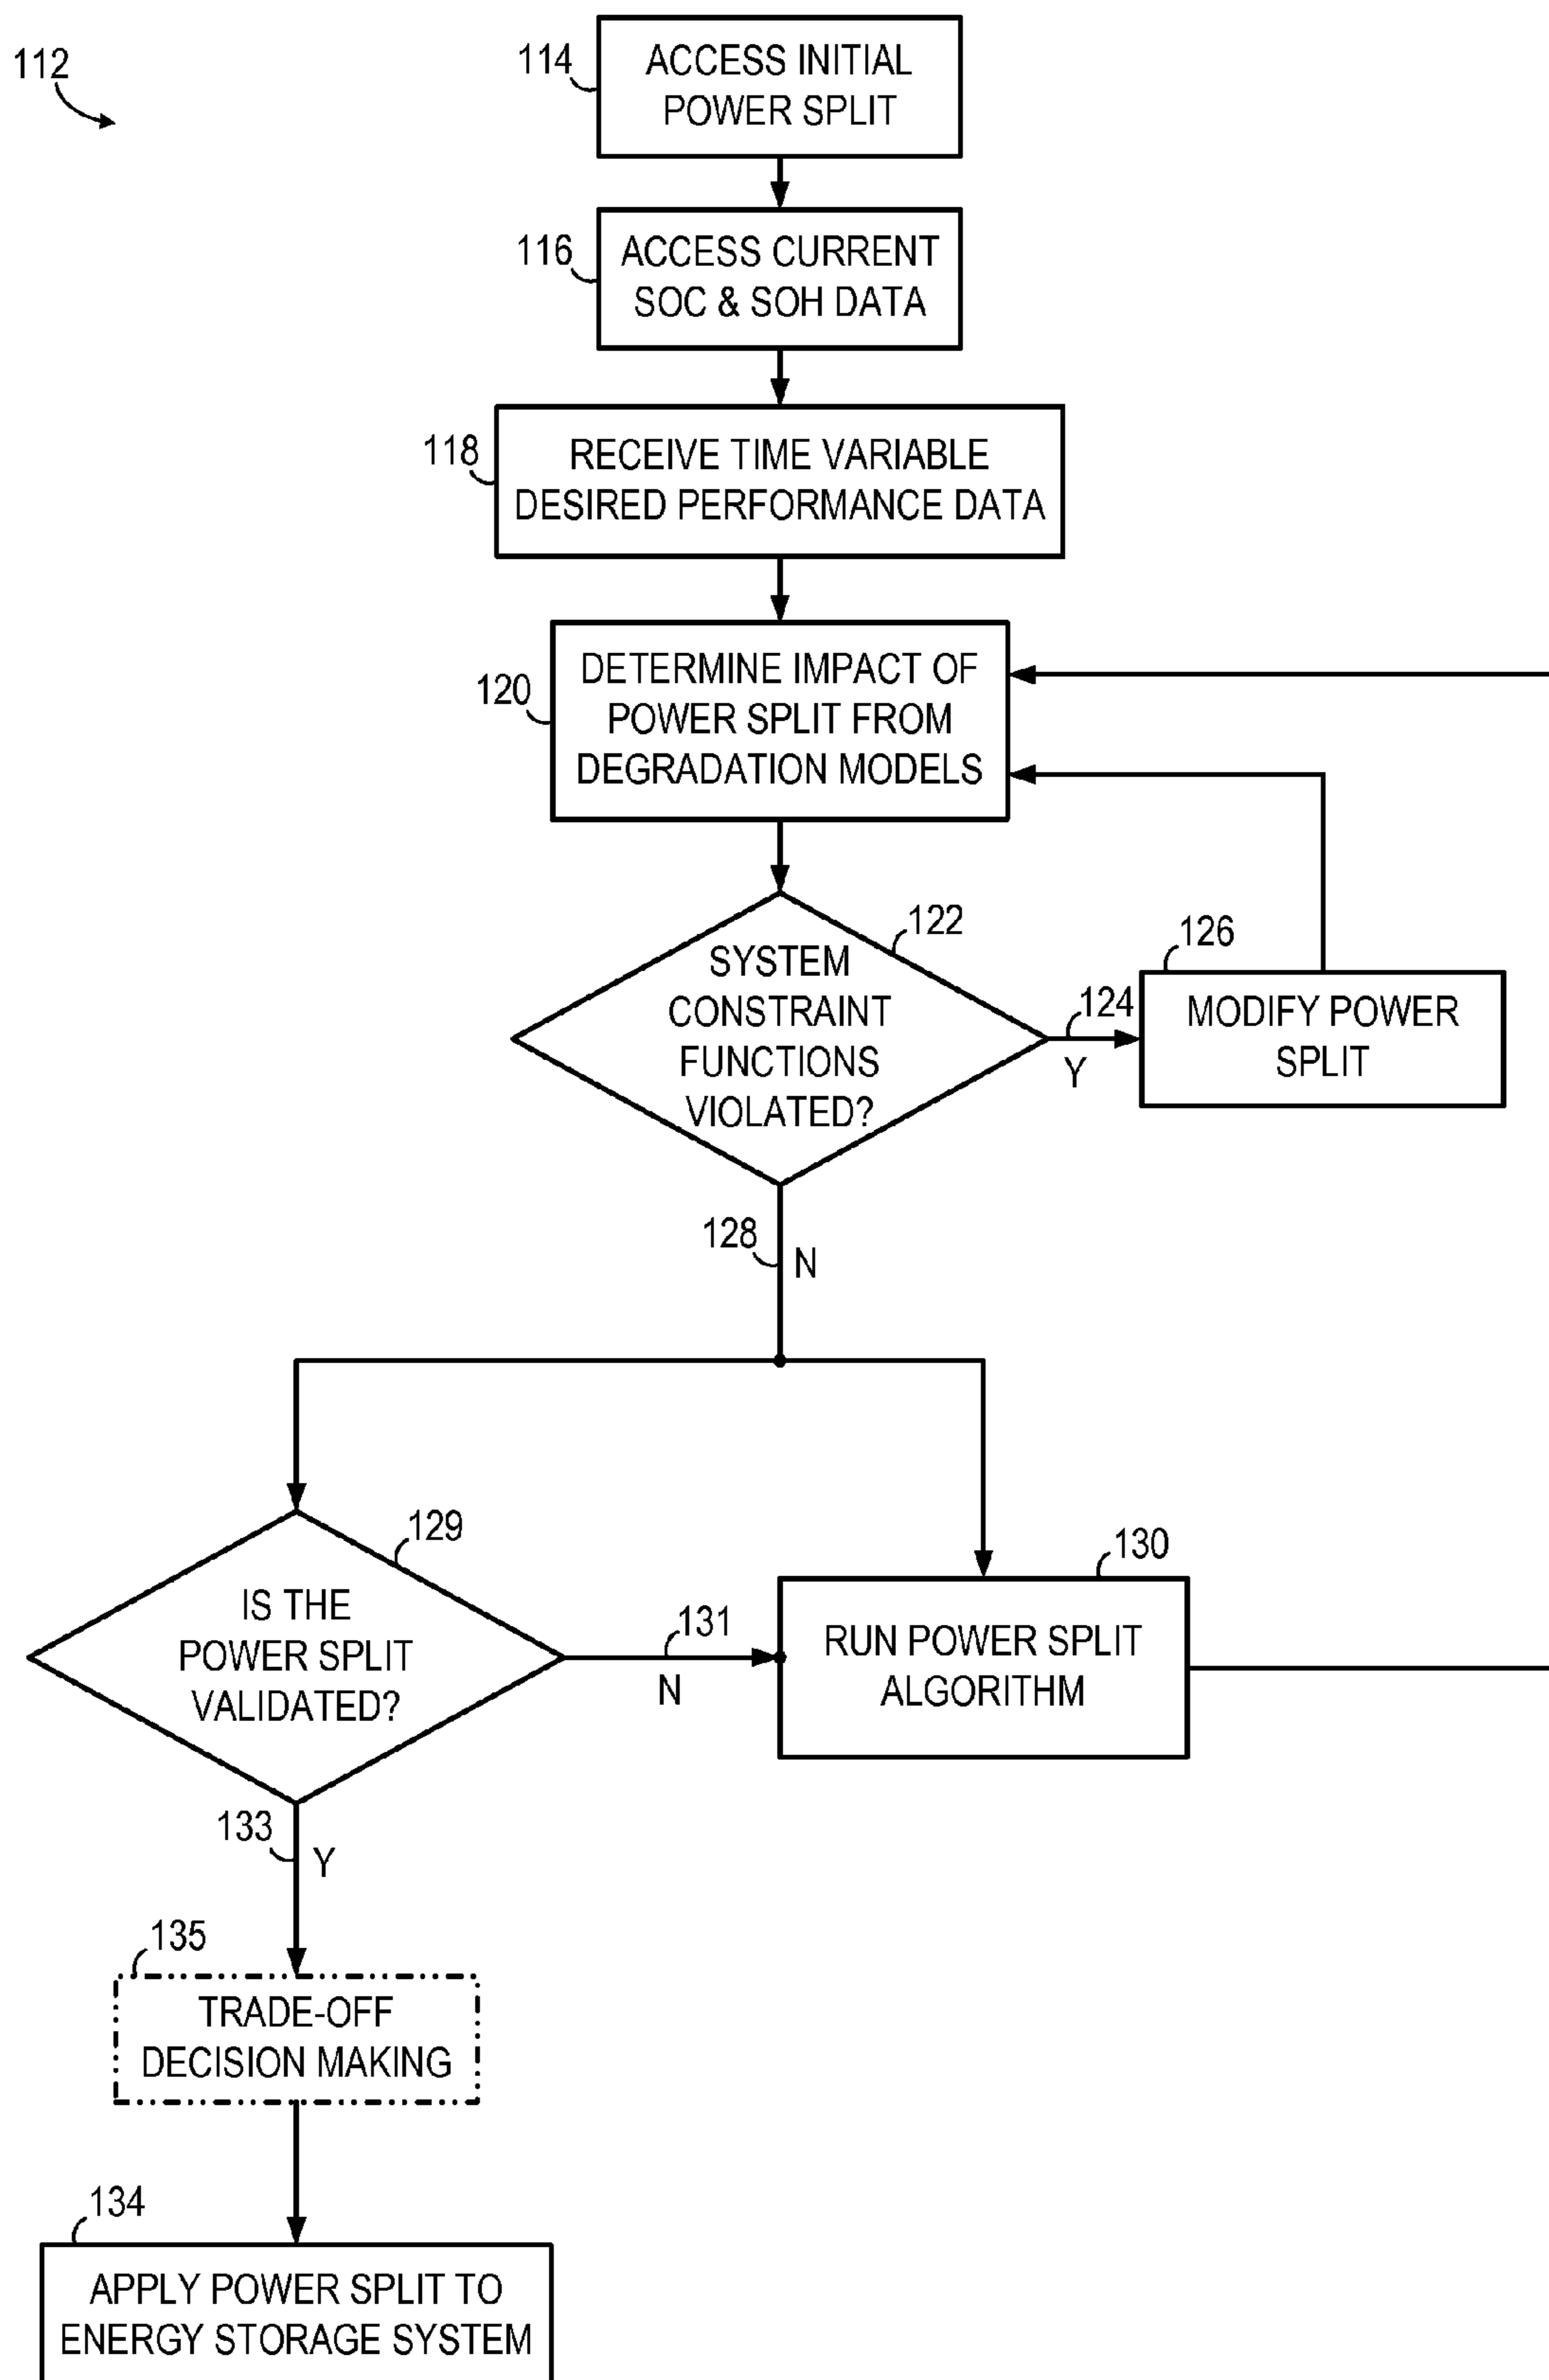 112
114
ACCESS INITIAL
POWER SPLIT
116
ACCESS CURRENT
SOC & SOH DATA
118
RECEIVE TIME VARIABLE
DESIRED PERFORMANCE DATA
120
DETERMINE IMPACT OF
POWER SPLIT FROM
DEGRADATION MODELS
122
SYSTEM
CONSTRAINT
FUNCTIONS
VIOLATED?
124
Y
126
MODIFY POWER
SPLIT
128
N
129
IS THE
POWER SPLIT
VALIDATED?
131
N
130
RUN POWER SPLIT
ALGORITHM
133
Y
135
TRADE-OFF
DECISION MAKING
134
APPLY POWER SPLIT TO
ENERGY STORAGE SYSTEM